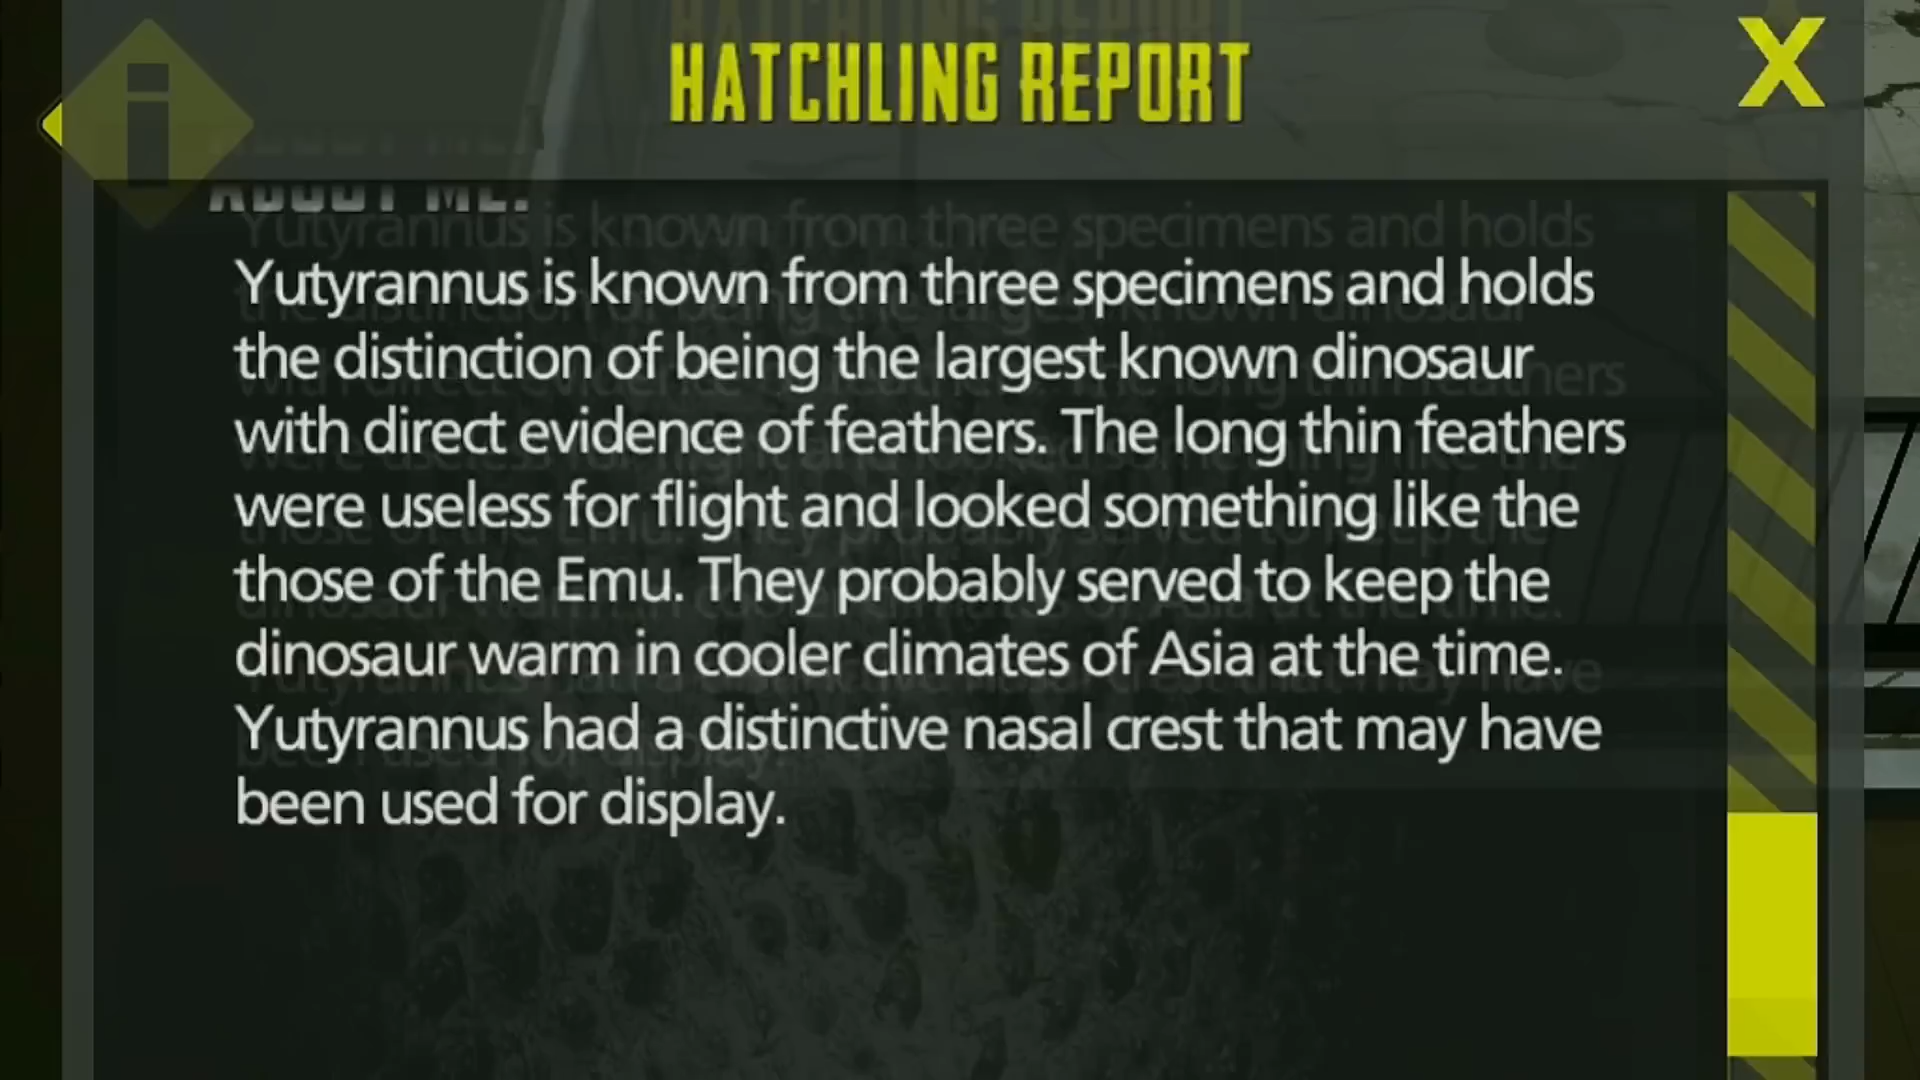 HATCHLING REPORT
X
ABOUT ME:
Yutyrannus is known from three specimens and holds
the distinction of being the largest known dinosaur
with direct evidence of feathers. The long thin feathers
were useless for flight and looked something like the
those of the Emu. They probably served to keep the
dinosaur warm in cooler climates of Asia at the time.
Yutyrannus had a distinctive nasal crest that may have
been used for display.